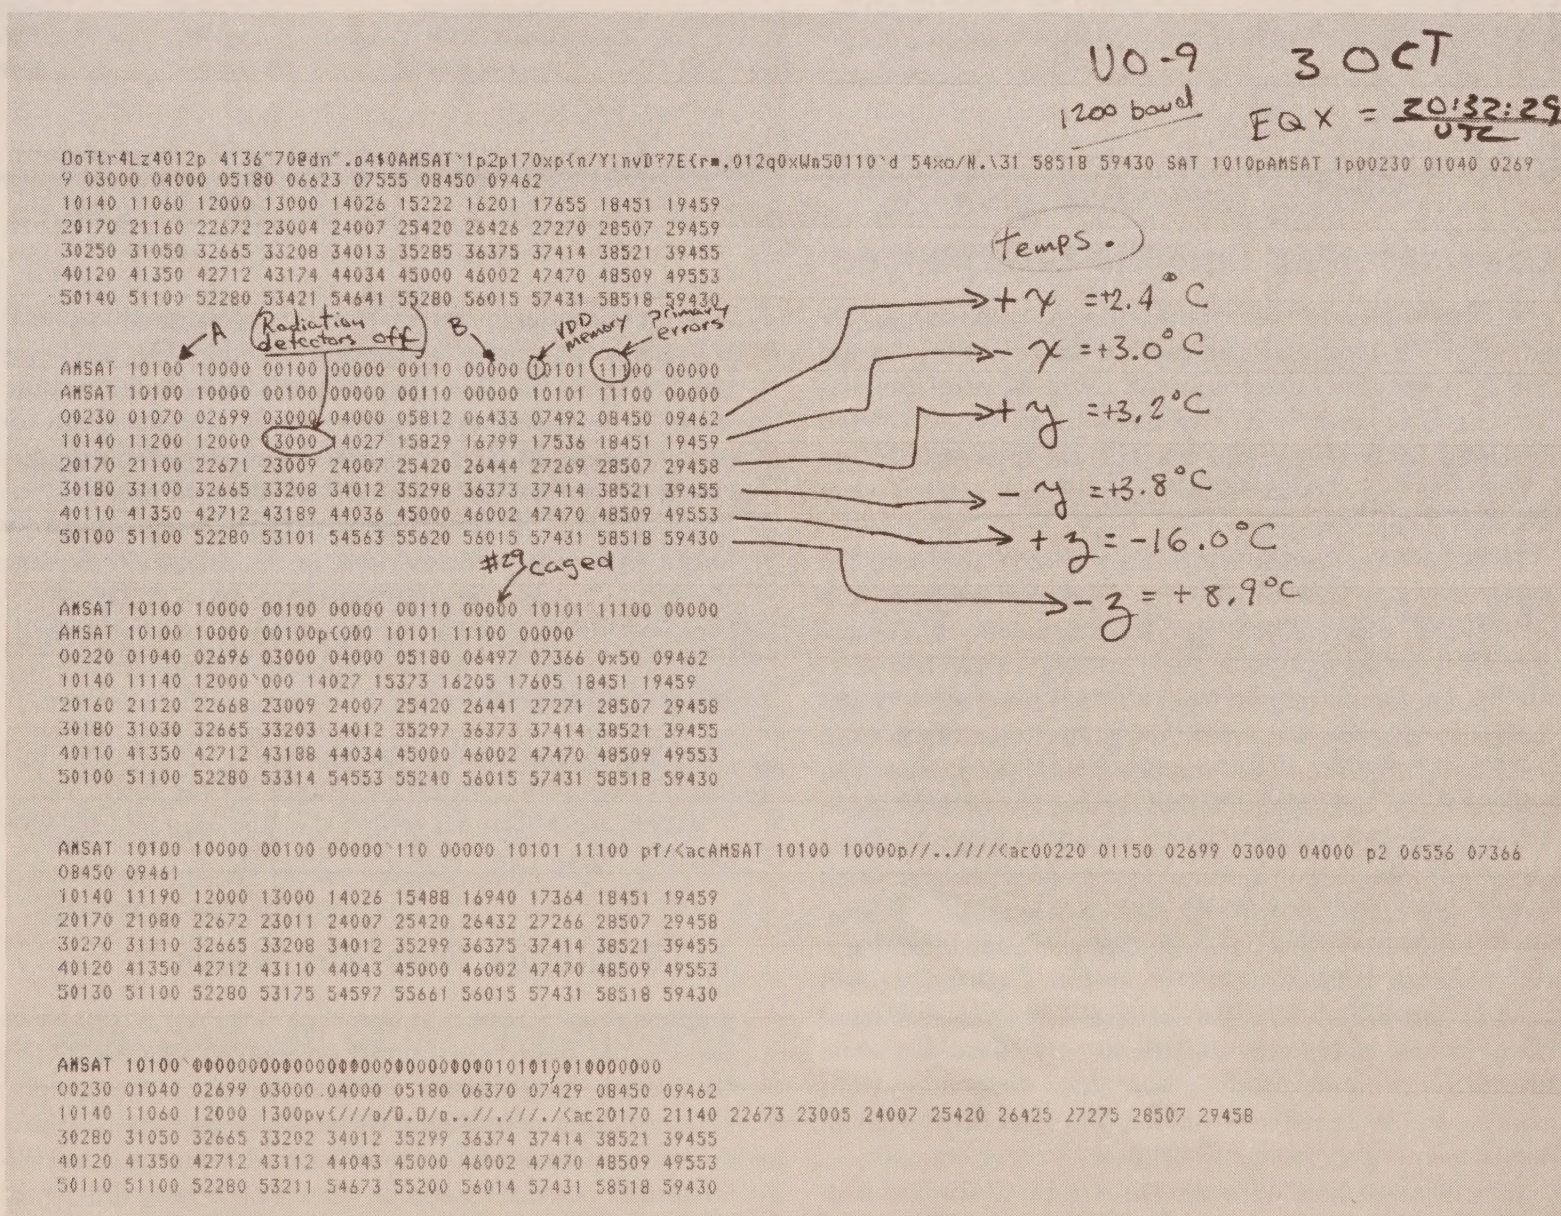 UO-9 3 OCT
1200 baud EQX = 20:32:29
UTC
OoTtr4Lz4012p 4136"70@dn".o4$0AMSAT`1p2p170xp{n/Y!nvD?7E{r=.012q0xWn50110`d 54xo/N.\31 58518 59430 SAT 1010pAMSAT 1p00230 01040 0269
9 03000 04000 05180 06623 07555 08450 09462
10140 11060 12000 13000 14026 15222 16201 17655 18451 19459
20170 21160 22672 23004 24007 25420 26426 27270 28507 29459
30250 31050 32665 33208 34013 35285 36375 37414 38521 39455
40120 41350 42712 43174 44034 45000 46002 47470 48509 49553
50140 51100 52280 53421 54641 55280 56015 57431 58518 59430
temps.
+x =+2.4°C
-x =+3.0°C
+y =+3.2°C
-y =+3.8°C
+z = -16.0°C
-z = +8.9°C
A
Radiation
detectors off
B
VDD
memory
primary
errors
AMSAT 10100 10000 00100 00000 00110 00000 10101 11100 00000
AMSAT 10100 10000 00100 00000 00110 00000 10101 11100 00000
00230 01070 02699 03000 04000 05812 06433 07492 08450 09462
10140 11200 12000 13000 14027 15829 16799 17536 18451 19459
20170 21100 22671 23009 24007 25420 26444 27269 28507 29458
30180 31100 32665 33208 34012 35298 36373 37414 38521 39455
40110 41350 42712 43189 44036 45000 46002 47470 48509 49553
50100 51100 52280 53101 54563 55620 56015 57431 58518 59430
#29 caged
AMSAT 10100 10000 00100 00000 00110 00000 10101 11100 00000
AMSAT 10100 10000 00100p{000 10101 11100 00000
00220 01040 02696 03000 04000 05180 06497 07366 0x50 09462
10140 11140 12000`000 14027 15373 16205 17605 18451 19459
20160 21120 22668 23009 24007 25420 26441 27271 28507 29458
30180 31030 32665 33203 34012 35297 36373 37414 38521 39455
40110 41350 42712 43188 44034 45000 46002 47470 48509 49553
50100 51100 52280 53314 54553 55240 56015 57431 58518 59430
AMSAT 10100 10000 00100 00000`110 00000 10101 11100 pf/<acAMSAT 10100 10000p//..////<ac00220 01150 02699 03000 04000 p2 06556 07366
08450 09461
10140 11190 12000 13000 14026 15488 16940 17364 18451 19459
20170 21080 22672 23011 24007 25420 26432 27266 28507 29458
30270 31110 32665 33208 34012 35299 36375 37414 38521 39455
40120 41350 42712 43110 44043 45000 46002 47470 48509 49553
50130 51100 52280 53175 54597 55661 56015 57431 58518 59430
AMSAT 10100
00230 01040 02699 03000 04000 05180 06370 07429 08450 09462
10140 11060 12000 1300pv{///o/0.0/o..//.///./<ac20170 21140 22673 23005 24007 25420 26425 27275 28507 29458
30280 31050 32665 33202 34012 35299 36374 37414 38521 39455
40120 41350 42712 43112 44043 45000 46002 47470 48509 49553
50110 51100 52280 53211 54673 55200 56014 57431 58518 59430